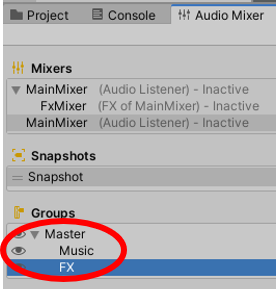 Project Console Audio Mixer
Mixers
MainMixer (Audio Listener) - Inactive
FxMixer (FX of MainMixer) - Inactive
MainMixer (Audio Listener) - Inactive
Snapshots
Snapshot
Groups
Master
Music
FX